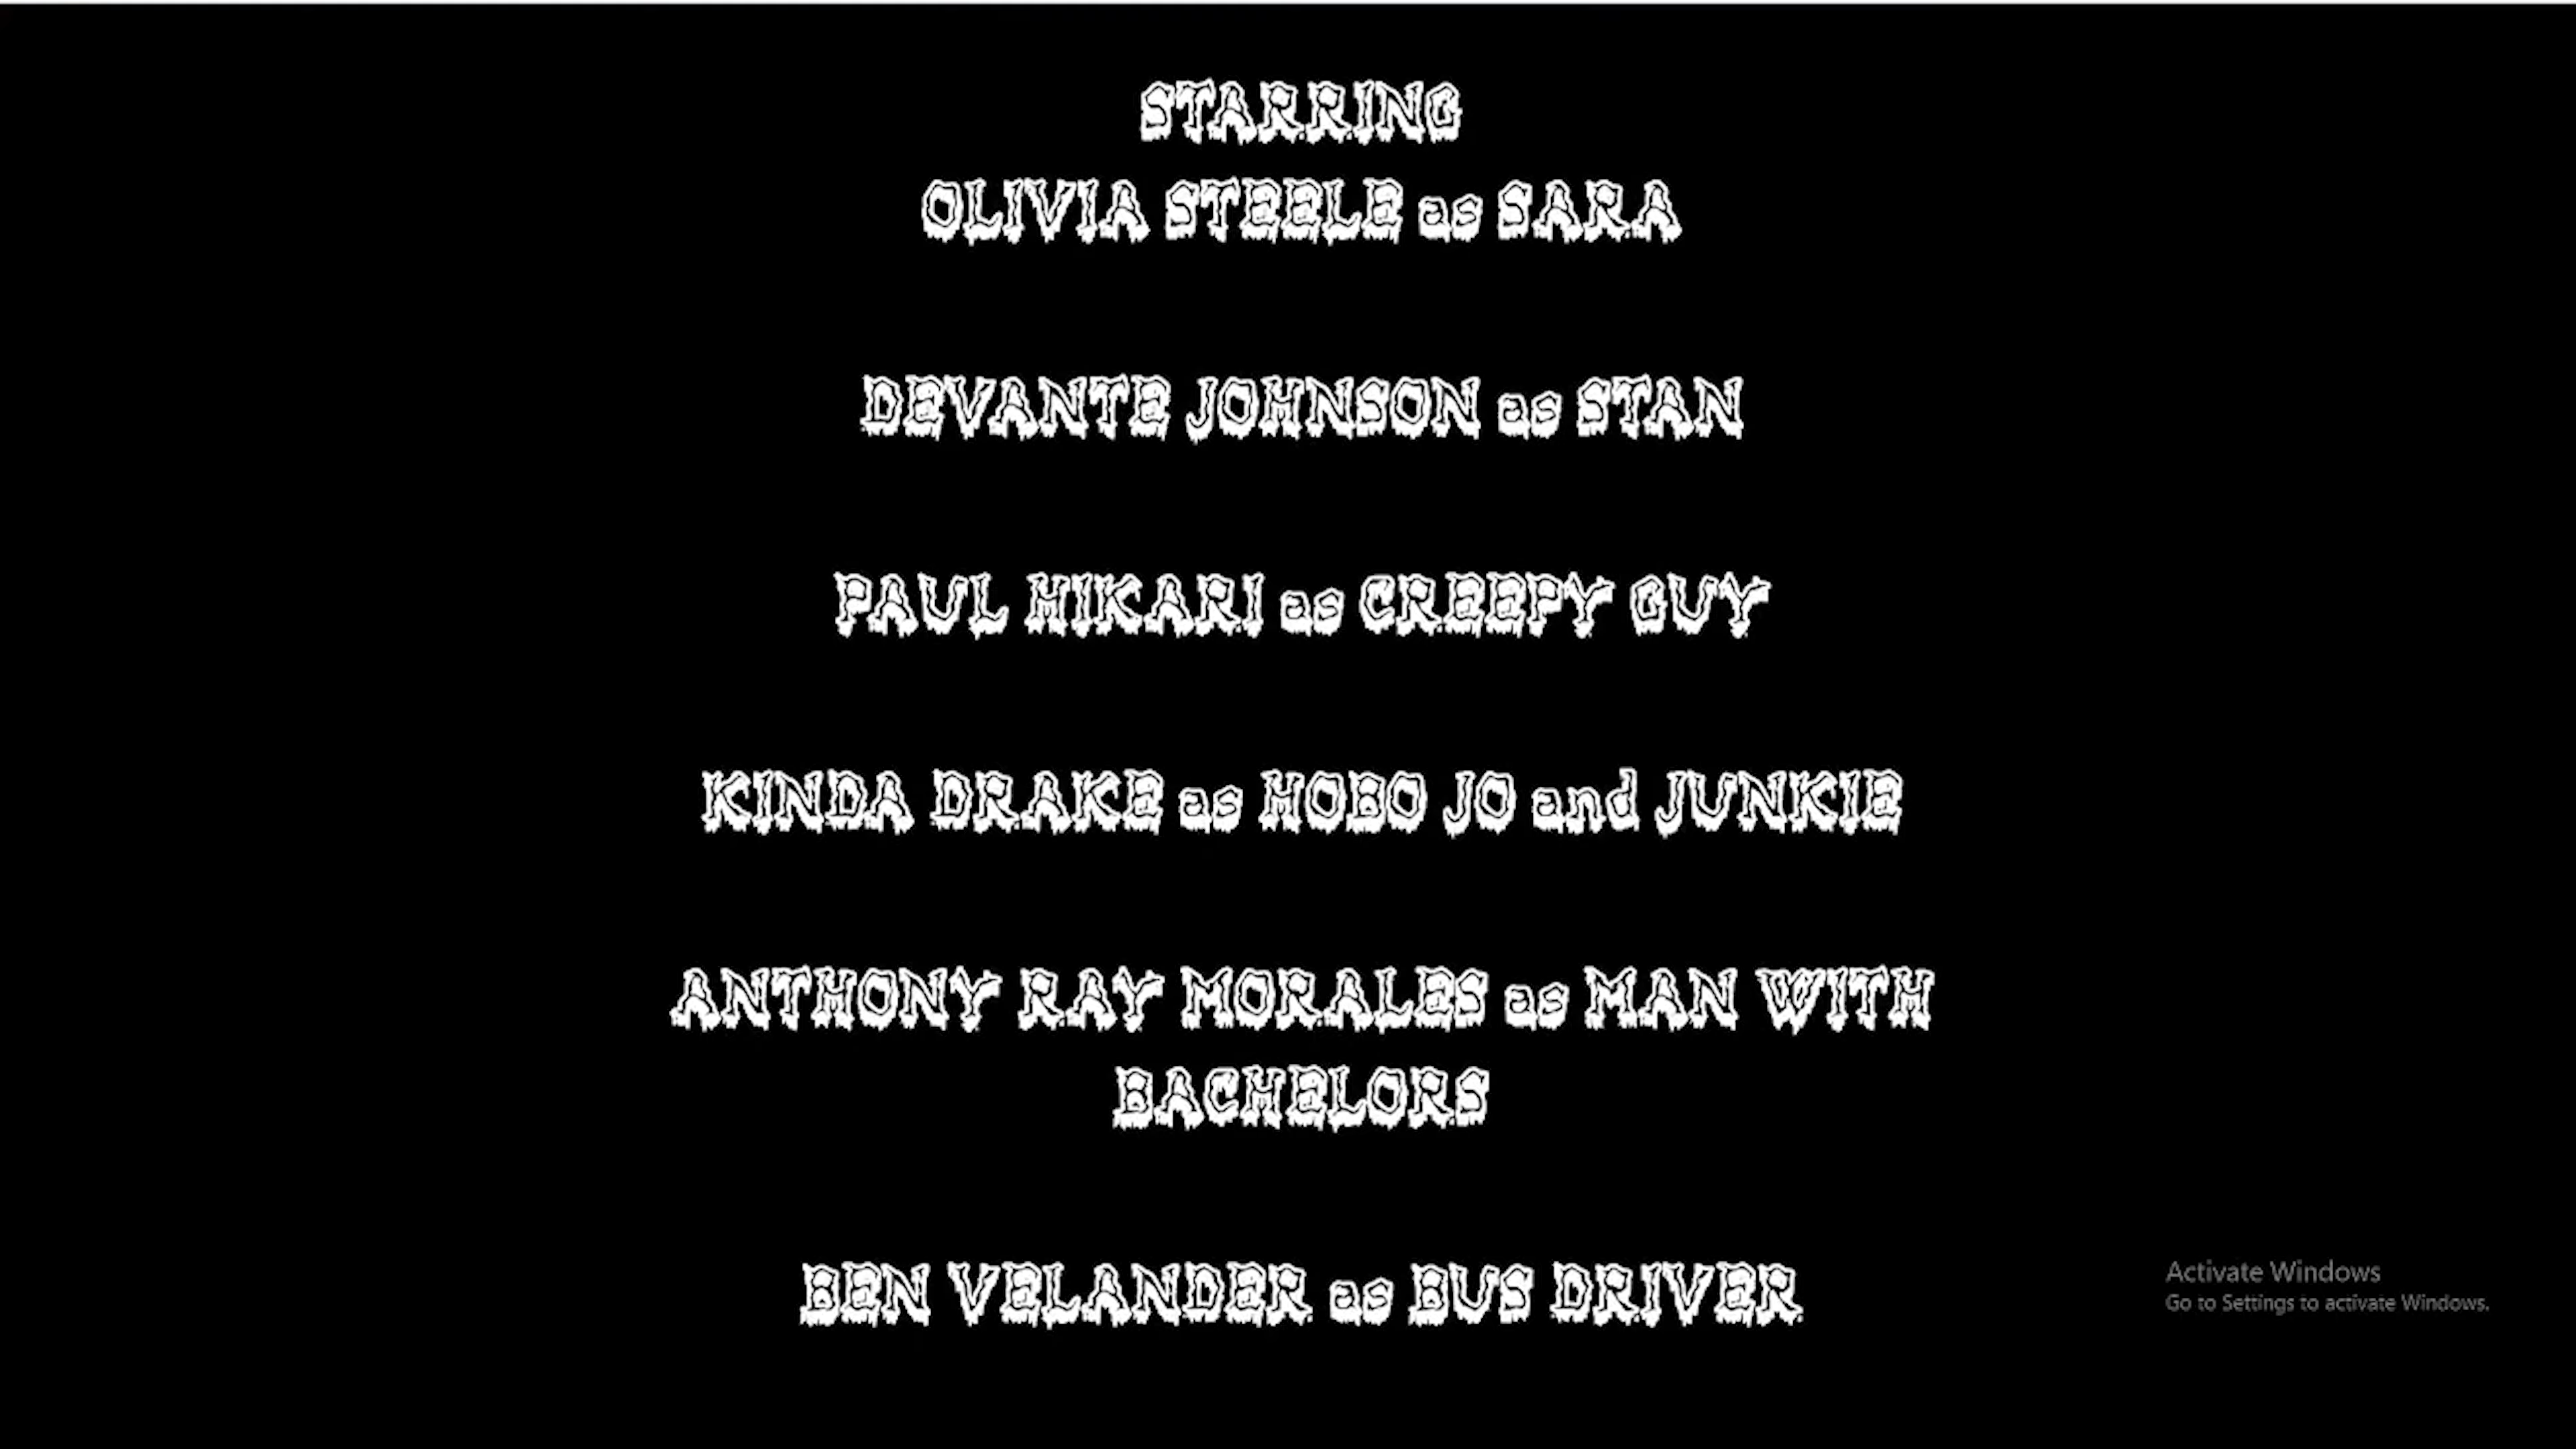 STARRING
OLIVIA STEELE as SARA
DEVANTE JOHNSON as STAN
PAUL HIKARI as CREEPY GUY
KINDA DRAKE as HOBO JO and JUNKIE
ANTHONY RAY MORALES as MAN WITH
BACHELORS
BEN VELANDER as BUS DRIVER
Activate Windows
Go to Settings to activate Windows.